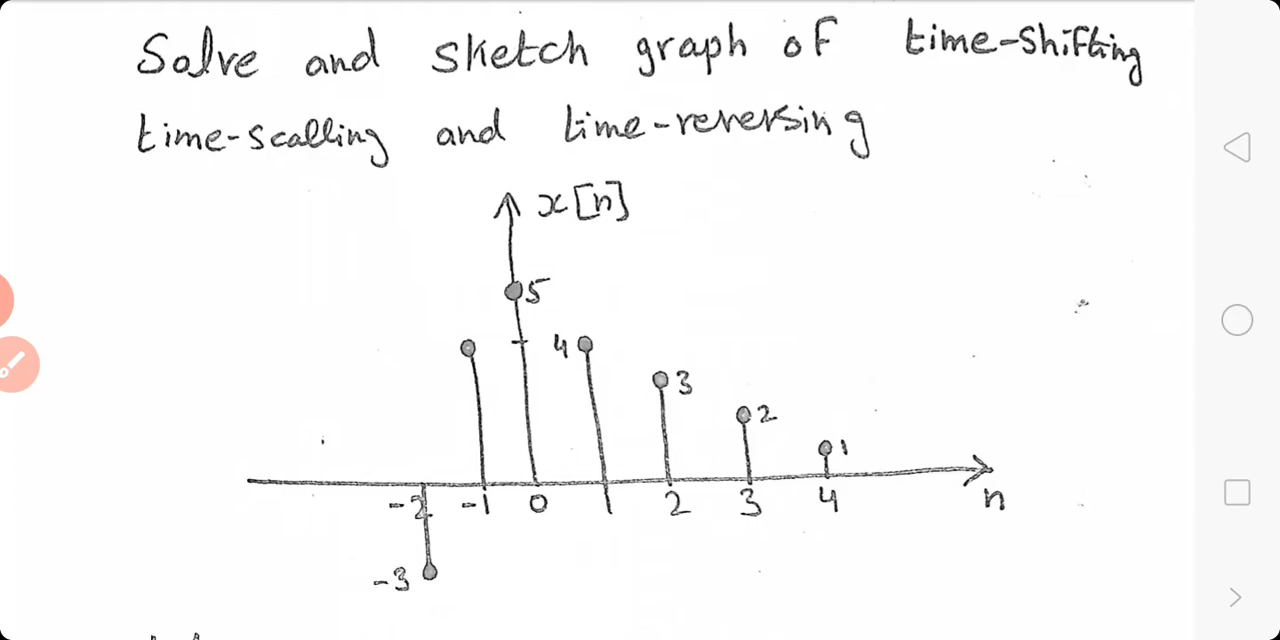 Solve and sketch graph of time-shifting
time-scalling and time-reversing
x[n]
5
4
3
2
1
-2 -1 0 1 2 3 4 n
-3